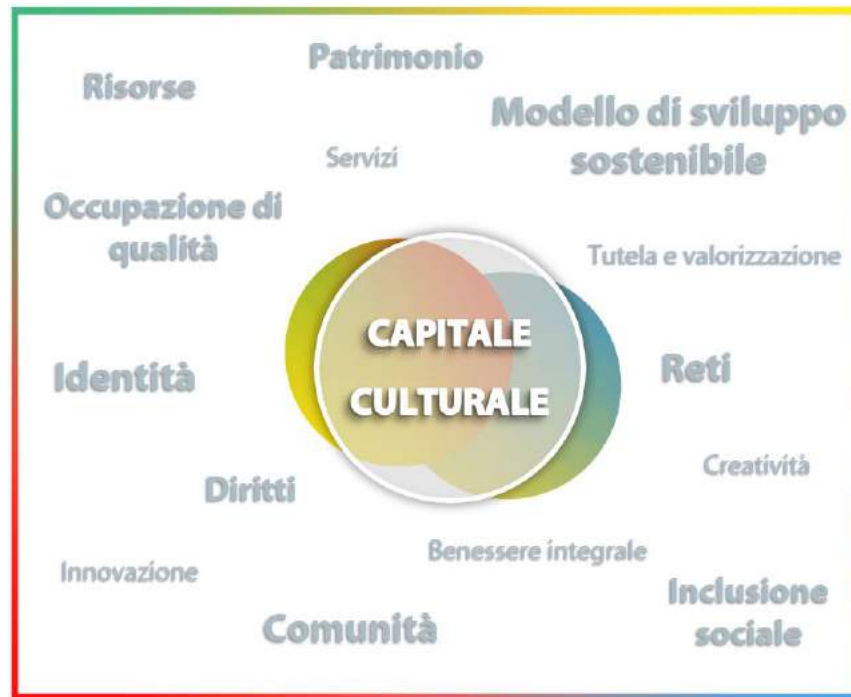 Patrimonio
Risorse
Modello di sviluppo
sostenibile
Servizi
Occupazione di
qualità
Tutela e valorizzazione
CAPITALE
CULTURALE
Identità
Reti
Creatività
Diritti
Benessere integrale
Innovazione
Inclusione
sociale
Comunità